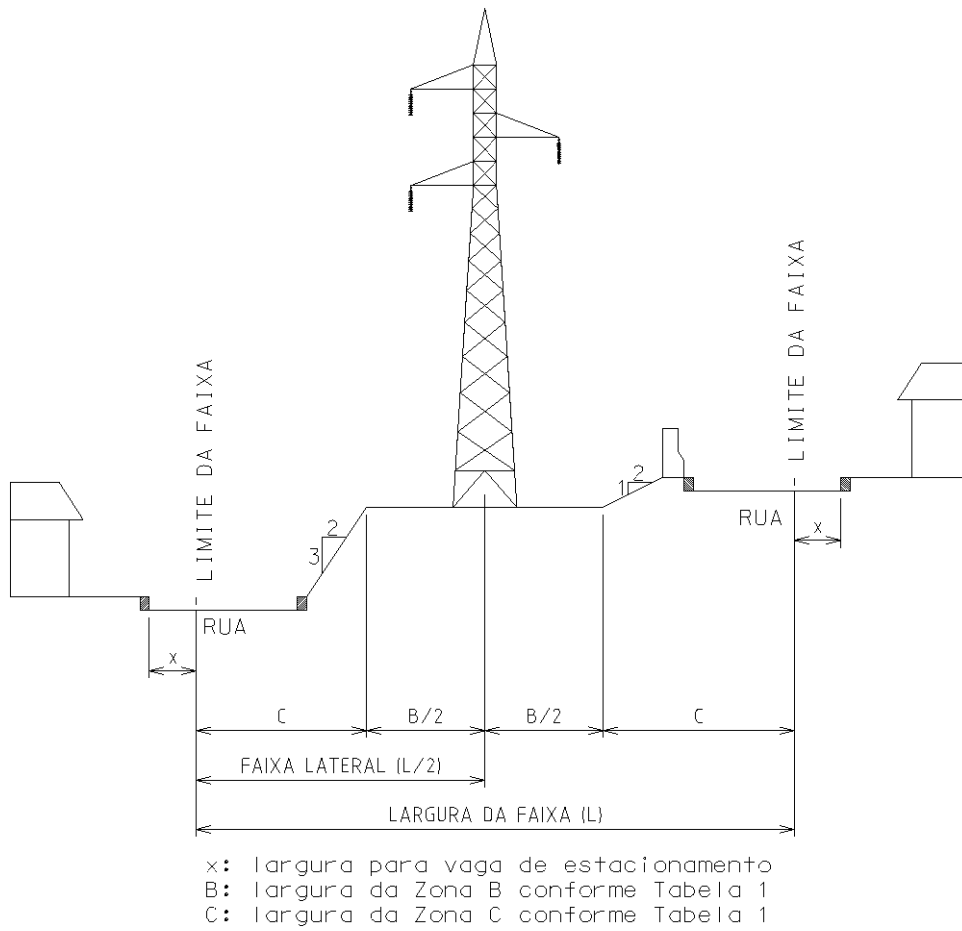 LIMITE DA FAIXA
LIMITE DA FAIXA
2
1
2
3
RUA
x
RUA
x
C
B/2
B/2
C
FAIXA LATERAL (L/2)
LARGURA DA FAIXA (L)
x: largura para vaga de estacionamento
B: largura da Zona B conforme Tabela 1
C: largura da Zona C conforme Tabela 1